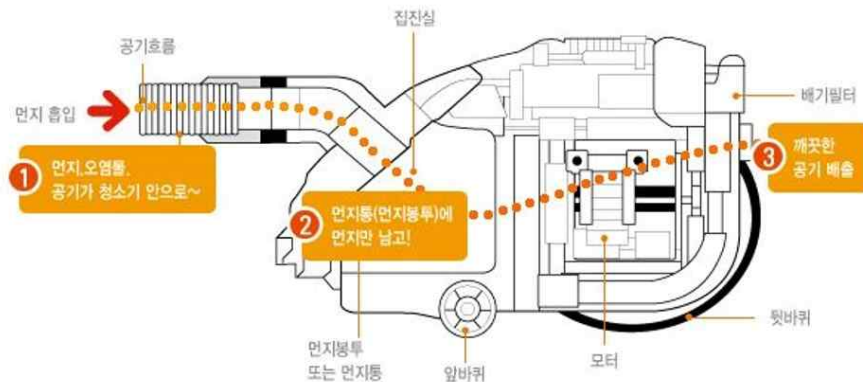 집진실
공기흐름
먼지 흡입
배기필터
1
먼지,오염물,
공기가 청소기 안으로~
2
먼지통(먼지봉투)에
먼지만 남고!
3
깨끗한
공기 배출
먼지봉투
또는 먼지통
앞바퀴
모터
뒷바퀴